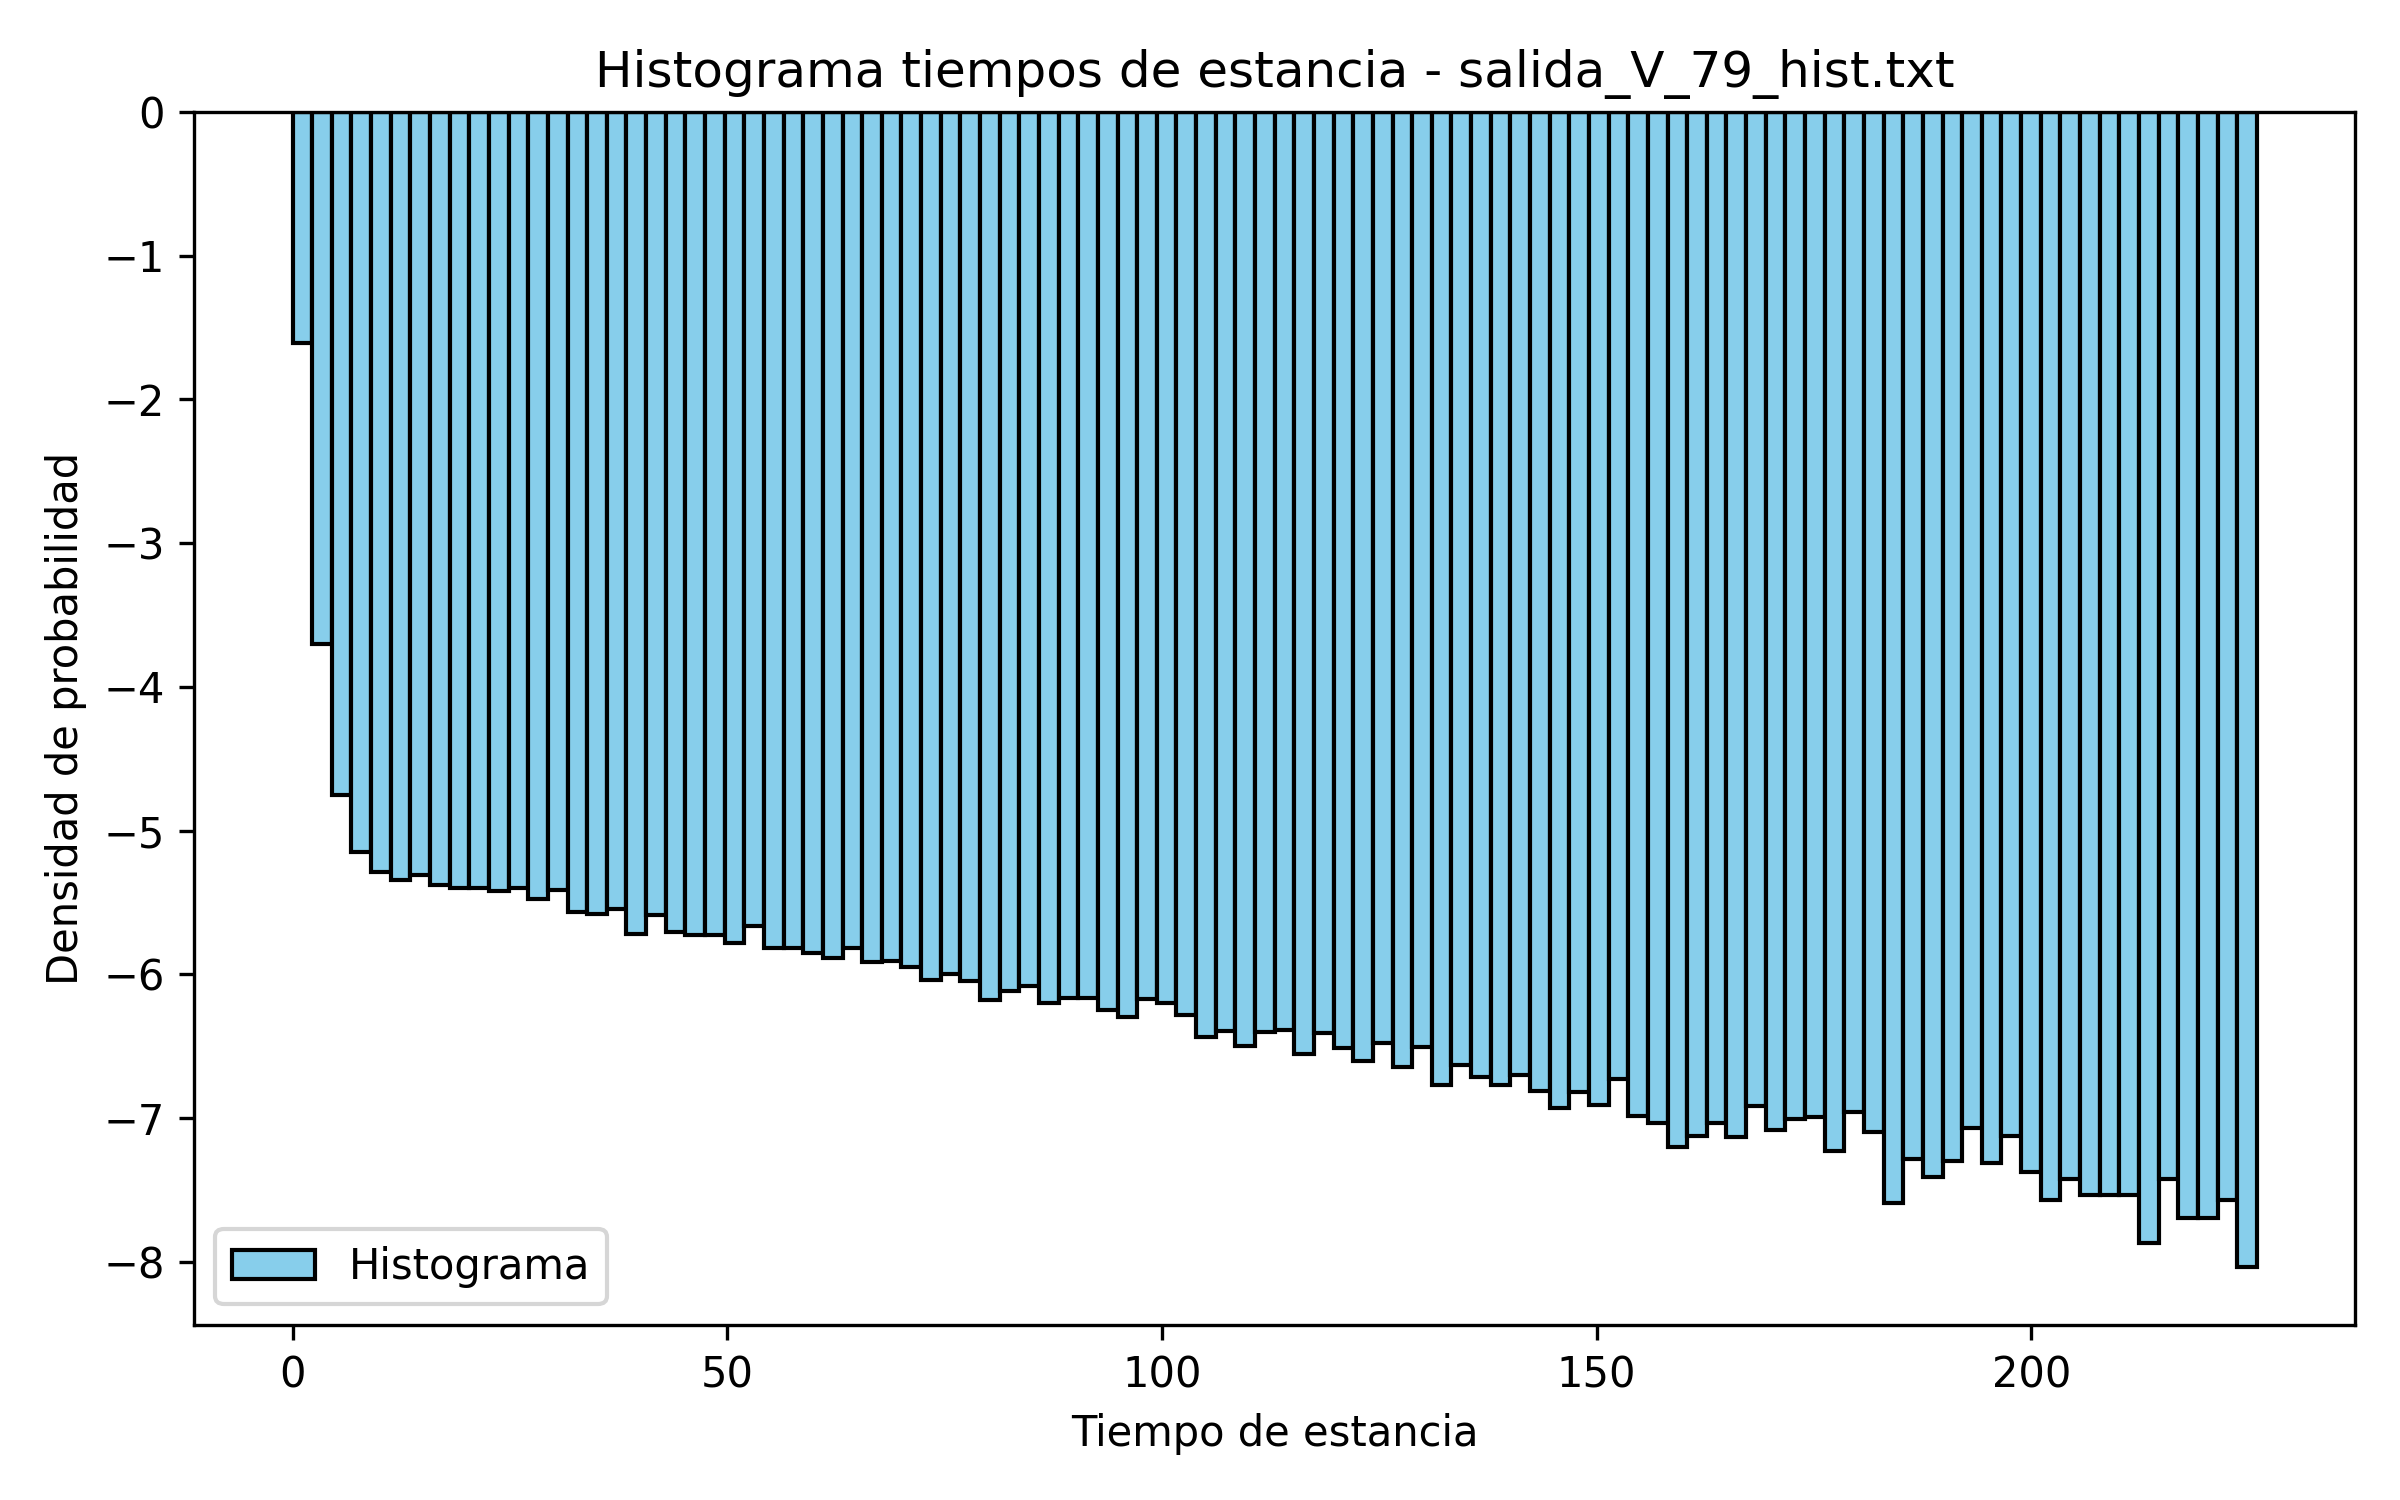 Histograma tiempos de estancia - salida_V_79_hist.txt
0
−1
−2
−3
−4
−5
−6
−7
−8
Densidad de probabilidad
Histograma
0 50 100 150 200
Tiempo de estancia